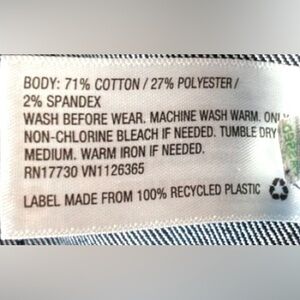 BODY: 71% COTTON / 27% POLYESTER /
2% SPANDEX
WASH BEFORE WEAR. MACHINE WASH WARM. ONLY
NON-CHLORINE BLEACH IF NEEDED. TUMBLE DRY
MEDIUM. WARM IRON IF NEEDED.
RN17730 VN1126365
LABEL MADE FROM 100% RECYCLED PLASTIC